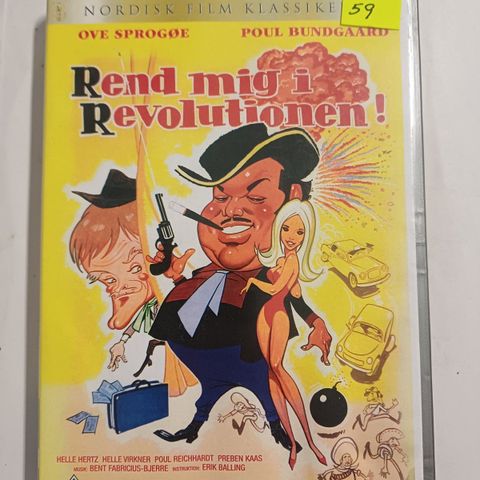 NORDISK FILM KLASSIKE
59
OVE SPROGØE POUL BUNDGAARD
Rend mig i
Revolutionen!
HELLE HERTZ HELLE VIRKNER POUL REICHHARDT PREBEN KAAS
MUSIK: BENT FABRICIUS-BJERRE INSTRUKTION: ERIK BALLING